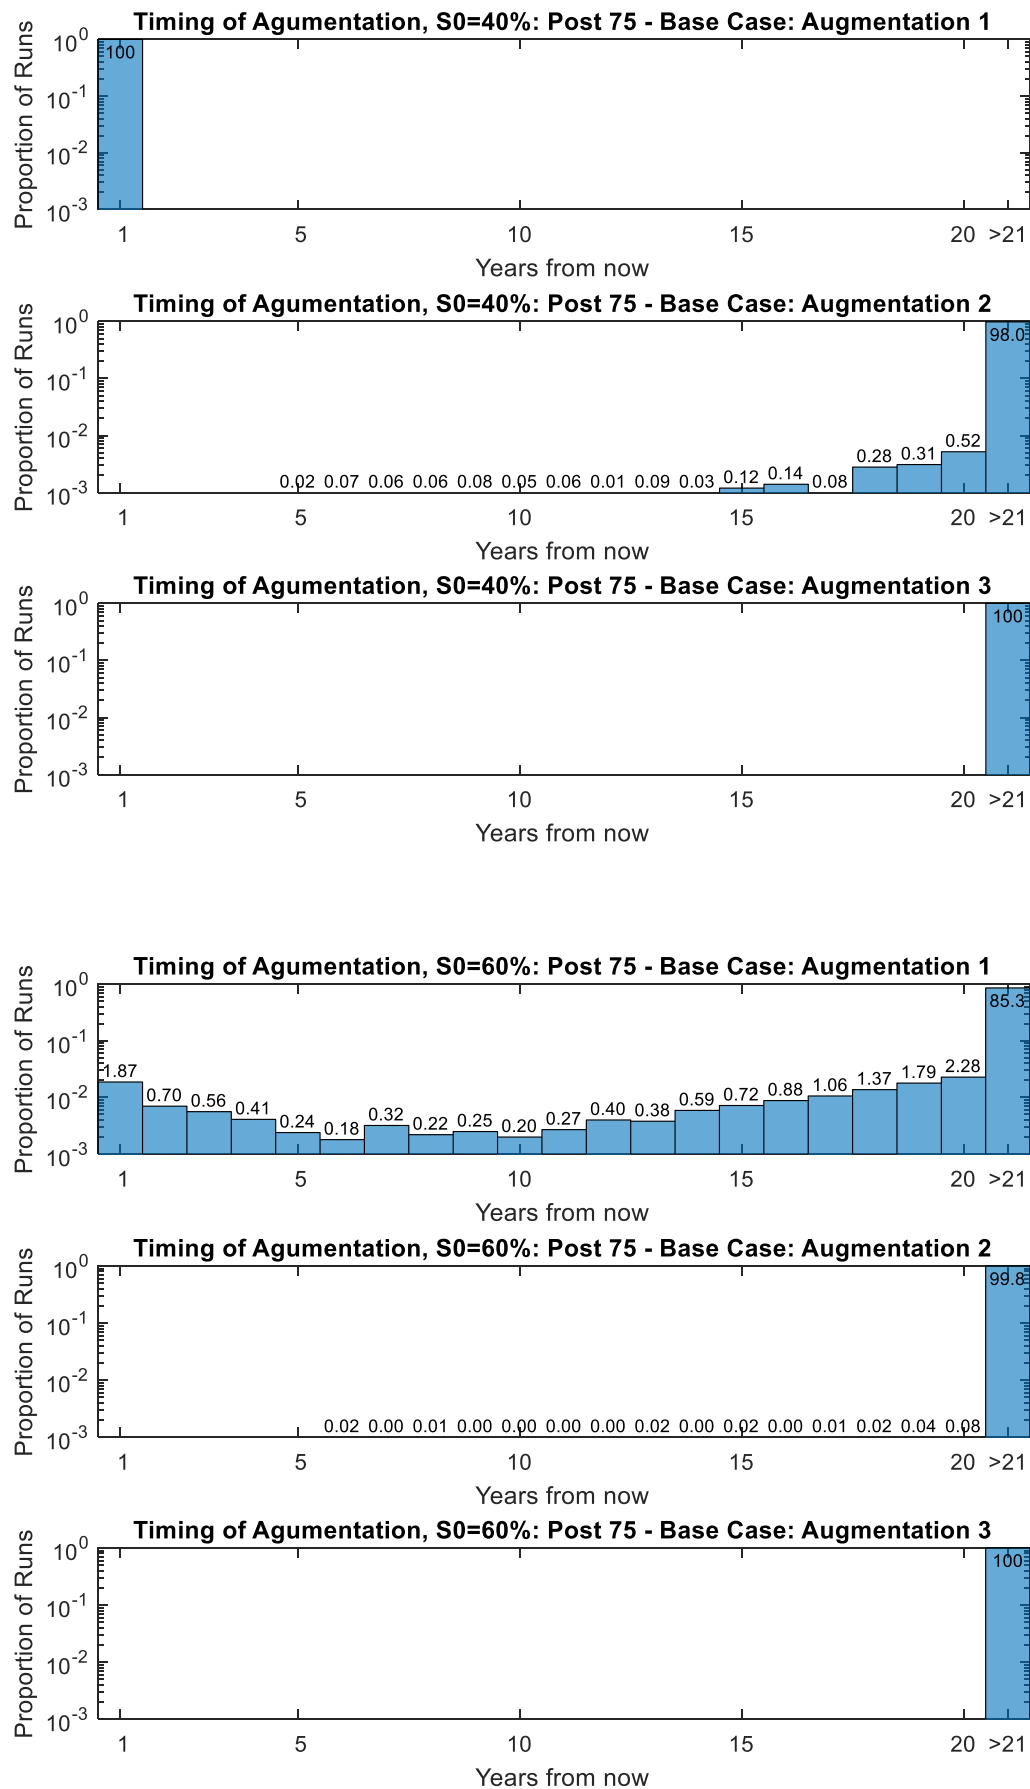 Timing of Agumentation, S0=40%: Post 75 - Base Case: Augmentation 1
Proportion of Runs
10^0
10^-1
10^-2
10^-3
100
1 5 10 15 20 >21
Years from now
Timing of Agumentation, S0=40%: Post 75 - Base Case: Augmentation 2
Proportion of Runs
10^0
10^-1
10^-2
10^-3
0.02 0.07 0.06 0.06 0.08 0.05 0.06 0.01 0.09 0.03 0.12 0.14 0.08 0.28 0.31 0.52 98.0
1 5 10 15 20 >21
Years from now
Timing of Agumentation, S0=40%: Post 75 - Base Case: Augmentation 3
Proportion of Runs
10^0
10^-1
10^-2
10^-3
100
1 5 10 15 20 >21
Years from now
Timing of Agumentation, S0=60%: Post 75 - Base Case: Augmentation 1
Proportion of Runs
10^0
10^-1
10^-2
10^-3
1.87 0.70 0.56 0.41 0.24 0.18 0.32 0.22 0.25 0.20 0.27 0.40 0.38 0.59 0.72 0.88 1.06 1.37 1.79 2.28 85.3
1 5 10 15 20 >21
Years from now
Timing of Agumentation, S0=60%: Post 75 - Base Case: Augmentation 2
Proportion of Runs
10^0
10^-1
10^-2
10^-3
0.02 0.00 0.01 0.00 0.00 0.00 0.00 0.02 0.00 0.02 0.00 0.01 0.02 0.04 0.08 99.8
1 5 10 15 20 >21
Years from now
Timing of Agumentation, S0=60%: Post 75 - Base Case: Augmentation 3
Proportion of Runs
10^0
10^-1
10^-2
10^-3
100
1 5 10 15 20 >21
Years from now